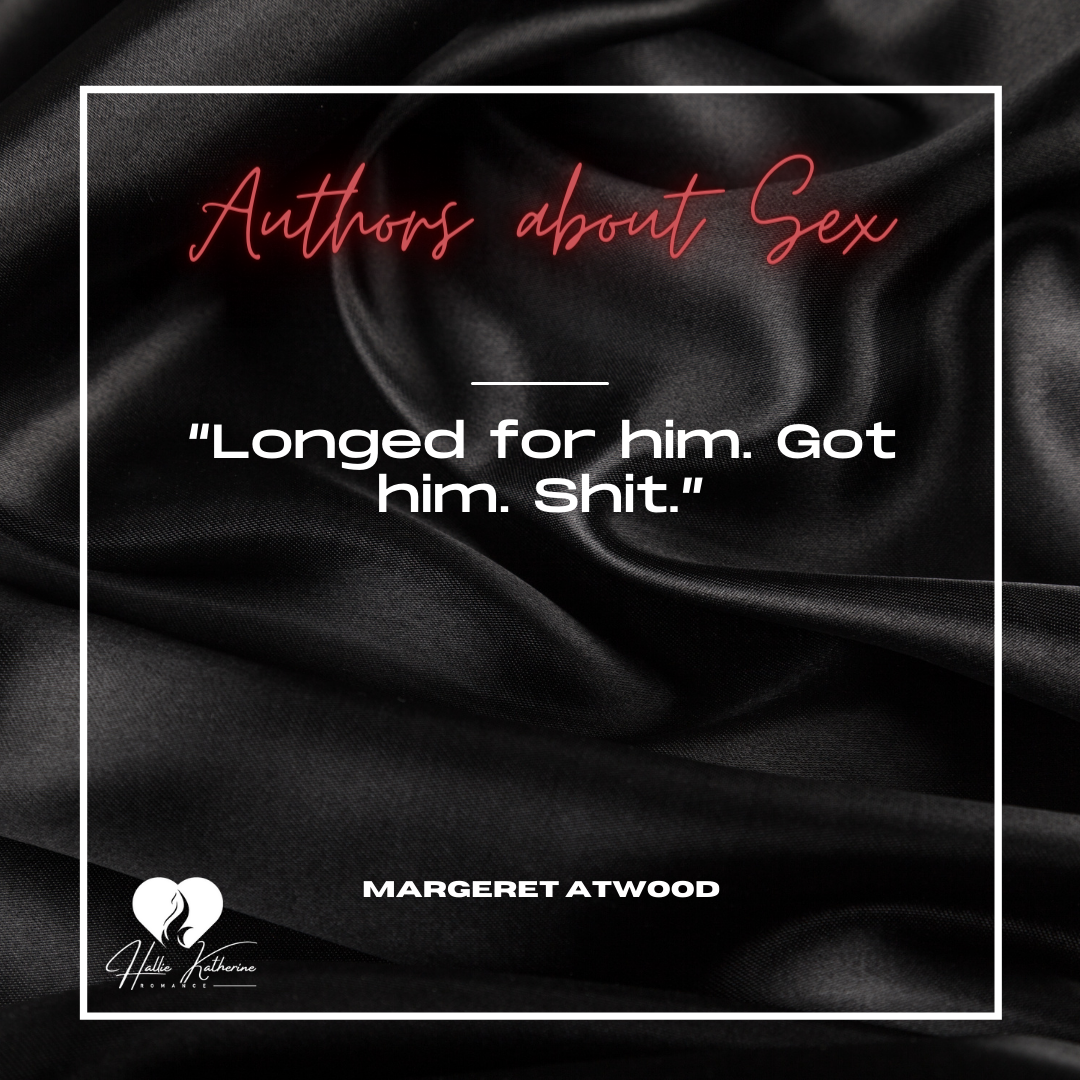 Authors about Sex
"Longed for him. Got
him. Shit."
MARGERET ATWOOD
Hallie Katherine
ROMANCE